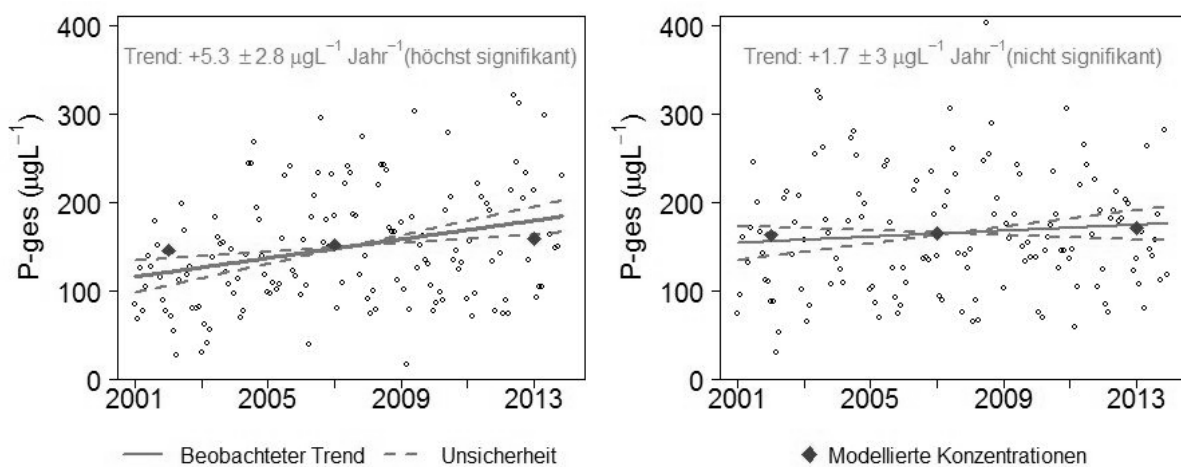 Trend: +5.3 ±2.8 µgL⁻¹ Jahr⁻¹(höchst signifikant)
P-ges (µgL⁻¹)
400
300
200
100
0
2001 2005 2009 2013
Trend: +1.7 ±3 µgL⁻¹ Jahr⁻¹(nicht signifikant)
P-ges (µgL⁻¹)
400
300
200
100
0
2001 2005 2009 2013
Beobachteter Trend Unsicherheit Modellierte Konzentrationen